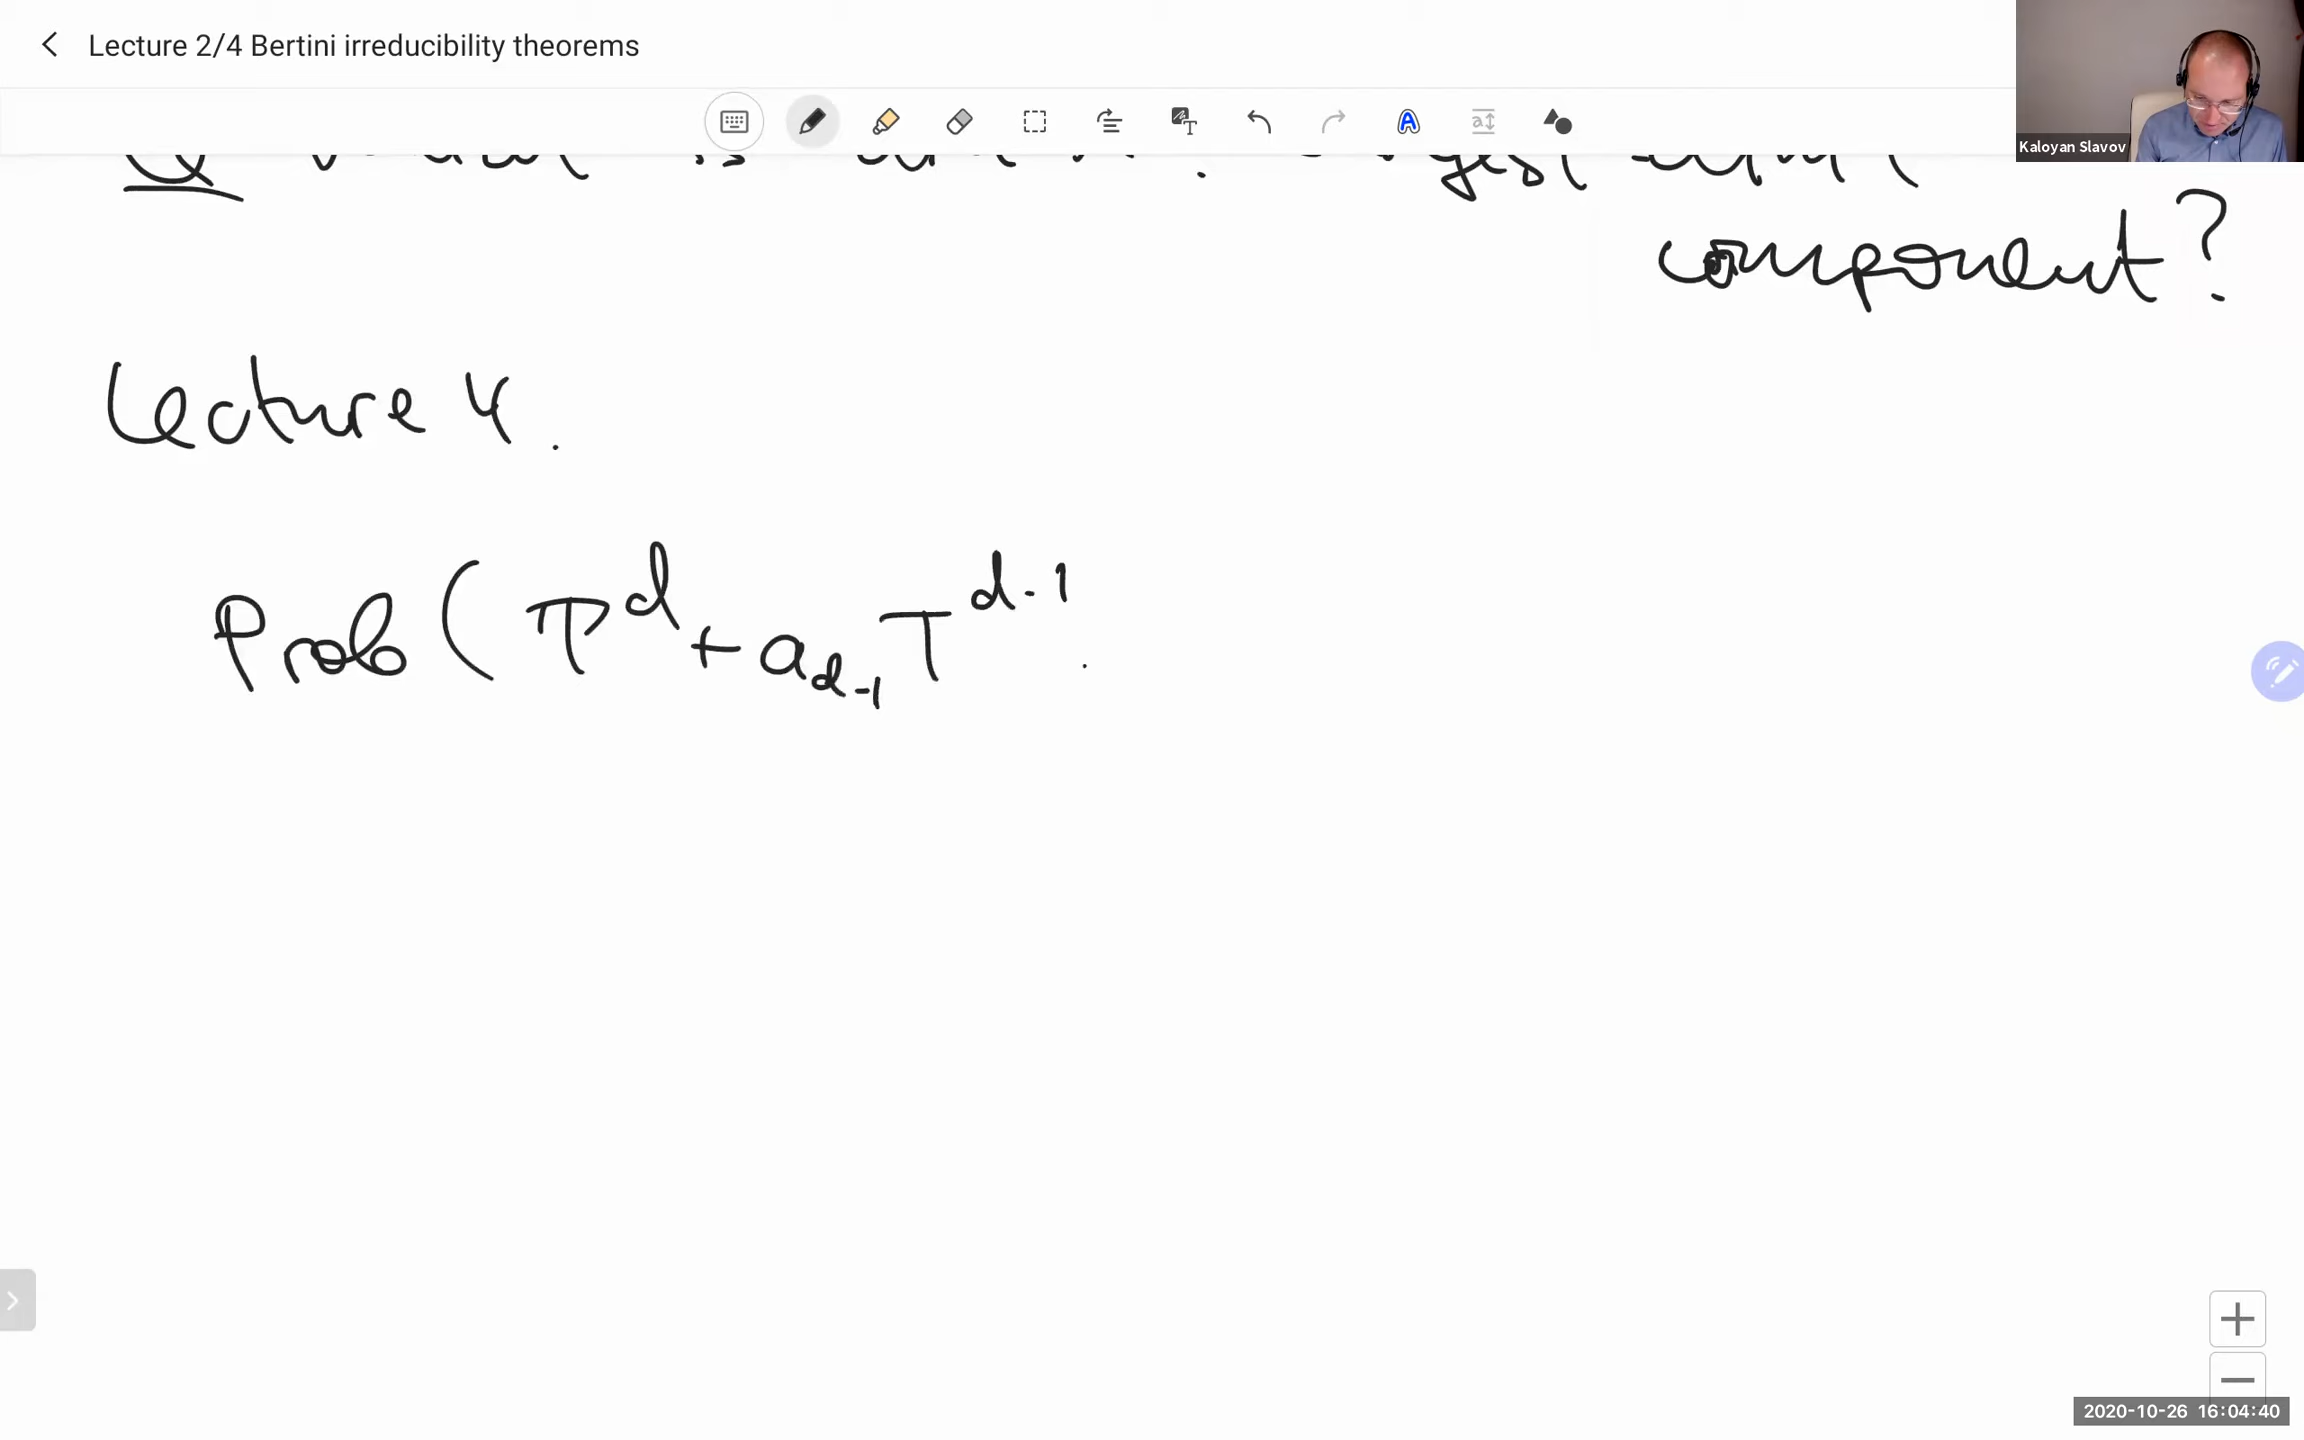 Lecture 2/4 Bertini irreducibility theorems
Kaloyan Slavov
is
component?
Lecture 4.
Prob ( T^d + a_{d-1} T^{d-1} .
2020-10-26 16:04:40